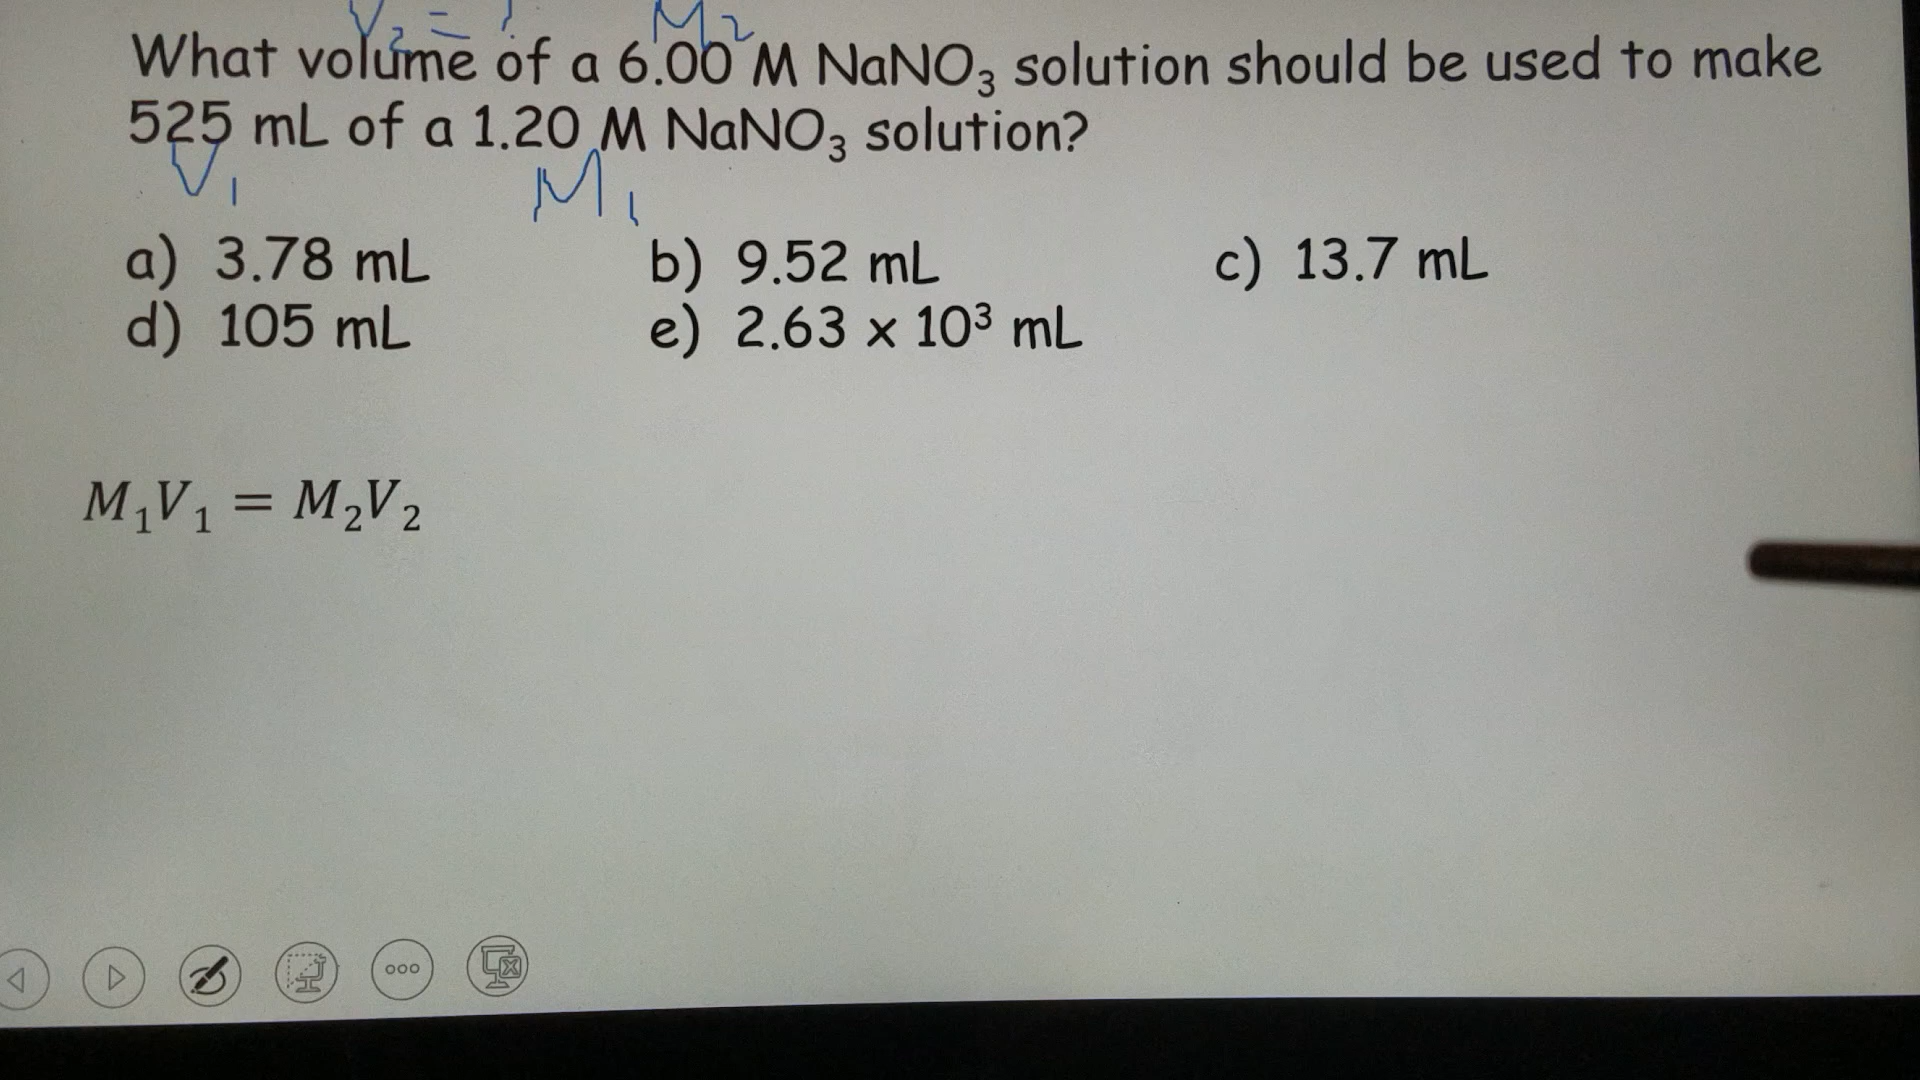 V₂ = ? M₂
What volume of a 6.00 M NaNO₃ solution should be used to make
525 mL of a 1.20 M NaNO₃ solution?
V₁ M₁
a) 3.78 mL b) 9.52 mL c) 13.7 mL
d) 105 mL e) 2.63 x 10³ mL
M₁V₁ = M₂V₂